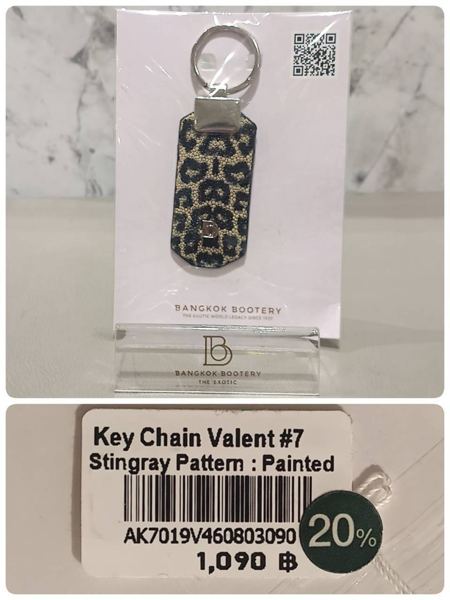 B
BANGKOK BOOTERY
THE EXOTIC WORLD LEGACY SINCE 1937
B
BANGKOK BOOTERY
THE EXOTIC
Key Chain Valent #7
Stingray Pattern : Painted
AK7019V460803090
20%
1,090 ฿